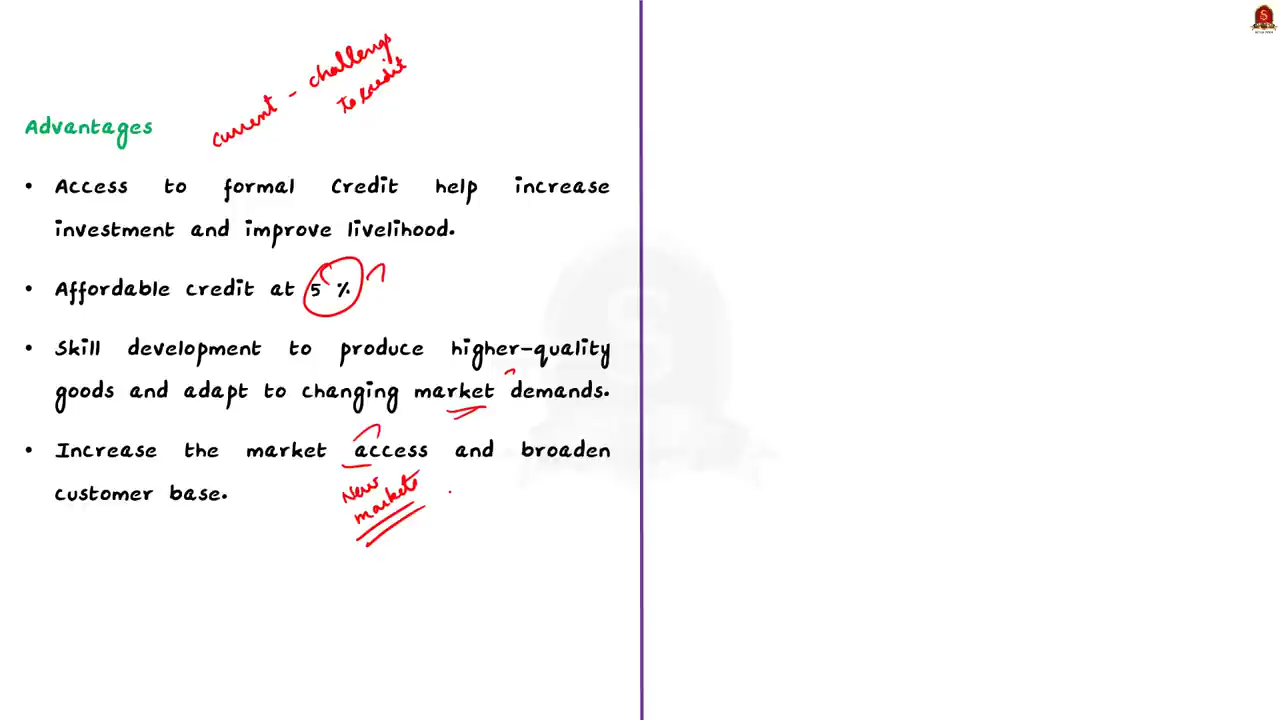 current - challengs
to credit
Advantages
• Access to formal Credit help increase
investment and improve livelihood.
• Affordable credit at 5 %
• Skill development to produce higher-quality
goods and adapt to changing market demands.
• Increase the market access and broaden
customer base.
New
markets
S